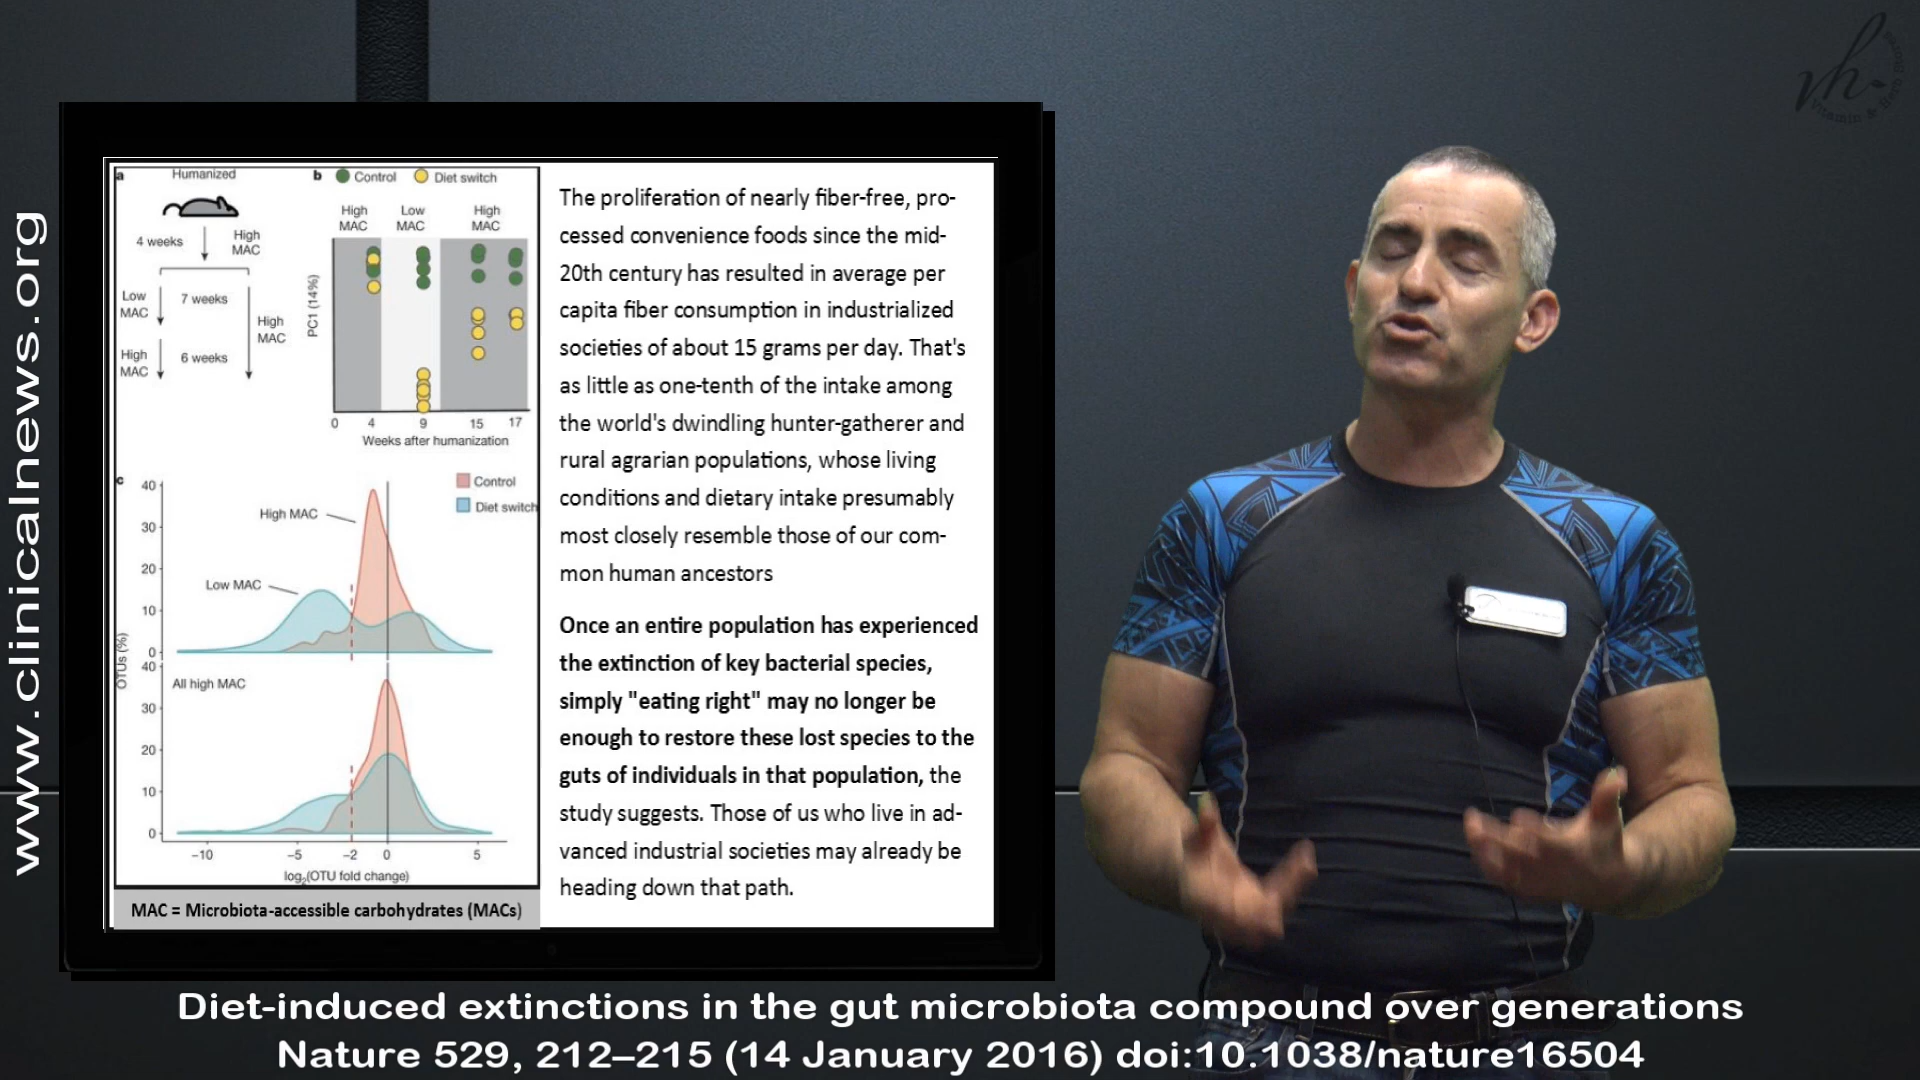 www.clinicalnews.org
vh
Vitamin & Herb
a
Humanized
4 weeks
High
MAC
Low
MAC
7 weeks
High
MAC
High
MAC
6 weeks
b
Control
Diet switch
High
MAC
Low
MAC
High
MAC
PC1 (14%)
0 4 9 15 17
Weeks after humanization
c
Control
Diet switch
High MAC
Low MAC
40
30
20
10
0
OTUs (%)
All high MAC
40
30
20
10
0
−10 −5 −2 0 5
log2(OTU fold change)
MAC = Microbiota-accessible carbohydrates (MACs)
The proliferation of nearly fiber-free, pro-
cessed convenience foods since the mid-
20th century has resulted in average per
capita fiber consumption in industrialized
societies of about 15 grams per day. That's
as little as one-tenth of the intake among
the world's dwindling hunter-gatherer and
rural agrarian populations, whose living
conditions and dietary intake presumably
most closely resemble those of our com-
mon human ancestors
Once an entire population has experienced
the extinction of key bacterial species,
simply "eating right" may no longer be
enough to restore these lost species to the
guts of individuals in that population, the
study suggests. Those of us who live in ad-
vanced industrial societies may already be
heading down that path.
Diet-induced extinctions in the gut microbiota compound over generations
Nature 529, 212–215 (14 January 2016) doi:10.1038/nature16504